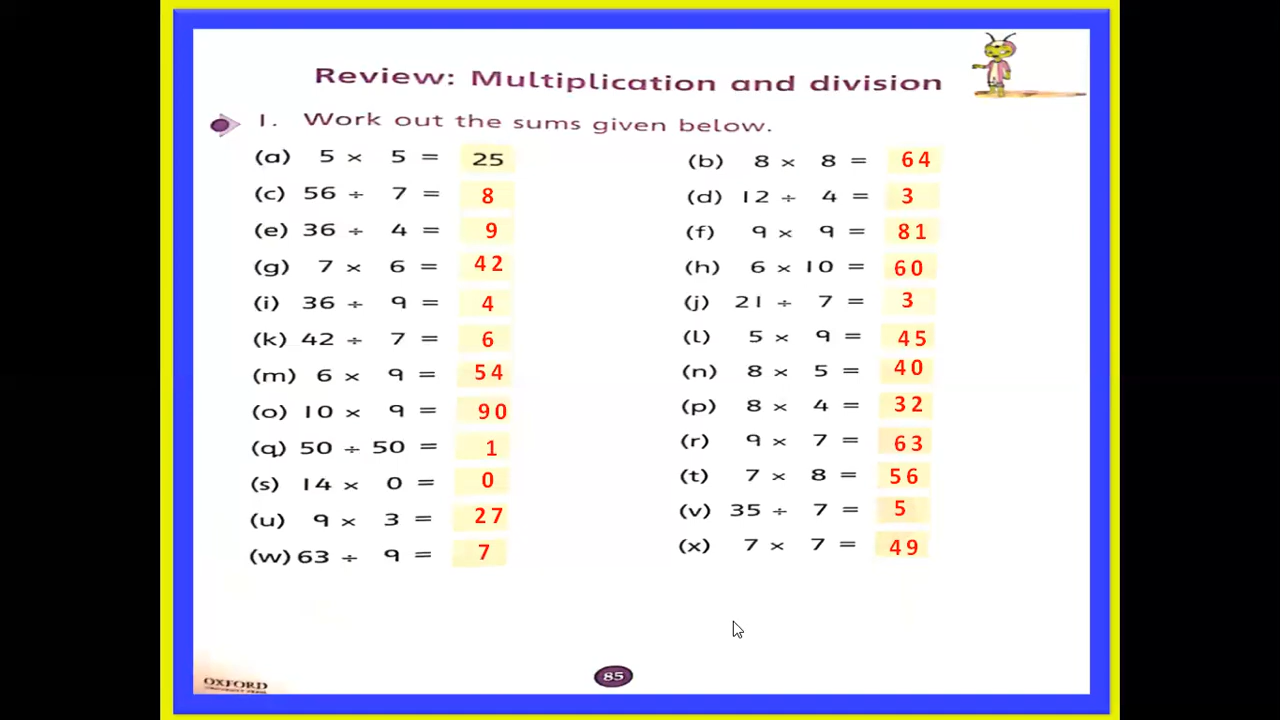 Review: Multiplication and division
1. Work out the sums given below.
(a) 5 × 5 = 25 (b) 8 × 8 = 64
(c) 56 ÷ 7 = 8 (d) 12 ÷ 4 = 3
(e) 36 ÷ 4 = 9 (f) 9 × 9 = 81
(g) 7 × 6 = 42 (h) 6 × 10 = 60
(i) 36 ÷ 9 = 4 (j) 21 ÷ 7 = 3
(k) 42 ÷ 7 = 6 (l) 5 × 9 = 45
(m) 6 × 9 = 54 (n) 8 × 5 = 40
(o) 10 × 9 = 90 (p) 8 × 4 = 32
(q) 50 ÷ 50 = 1 (r) 9 × 7 = 63
(s) 14 × 0 = 0 (t) 7 × 8 = 56
(u) 9 × 3 = 27 (v) 35 ÷ 7 = 5
(w) 63 ÷ 9 = 7 (x) 7 × 7 = 49
85
OXFORD
UNIVERSITY PRESS